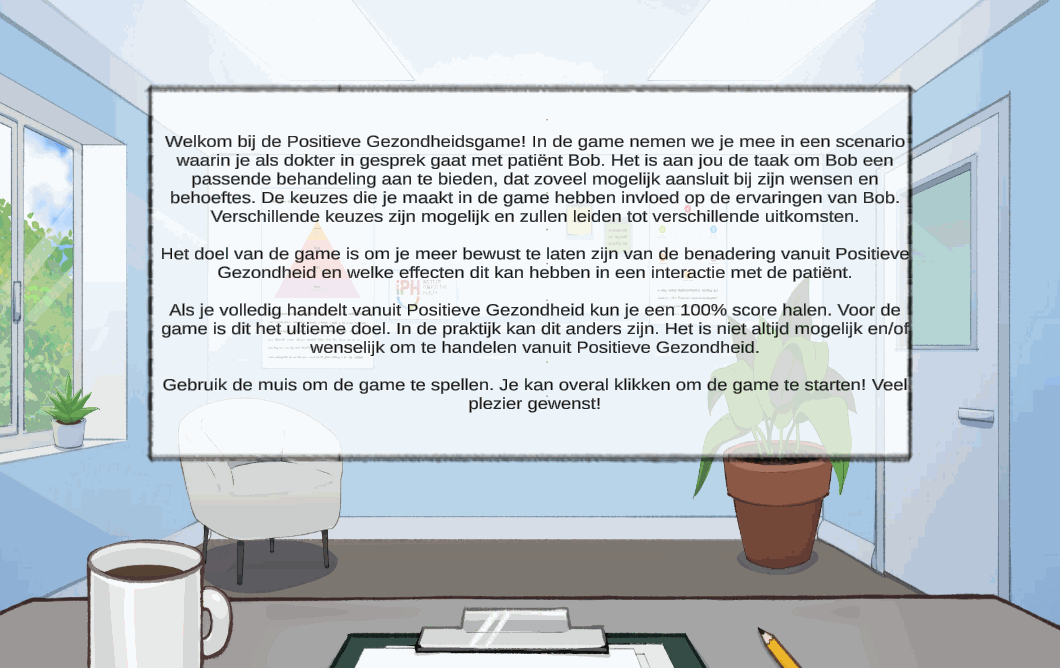 Welkom bij de Positieve Gezondheidsgame! In de game nemen we je mee in een scenario
waarin je als dokter in gesprek gaat met patiënt Bob. Het is aan jou de taak om Bob een
passende behandeling aan te bieden, dat zoveel mogelijk aansluit bij zijn wensen en
behoeftes. De keuzes die je maakt in de game hebben invloed op de ervaringen van Bob.
Verschillende keuzes zijn mogelijk en zullen leiden tot verschillende uitkomsten.
Het doel van de game is om je meer bewust te laten zijn van de benadering vanuit Positieve
Gezondheid en welke effecten dit kan hebben in een interactie met de patiënt.
iPH
Als je volledig handelt vanuit Positieve Gezondheid kun je een 100% score halen. Voor de
game is dit het ultieme doel. In de praktijk kan dit anders zijn. Het is niet altijd mogelijk en/of
wenselijk om te handelen vanuit Positieve Gezondheid.
Gebruik de muis om de game te spellen. Je kan overal klikken om de game te starten! Veel
plezier gewenst!